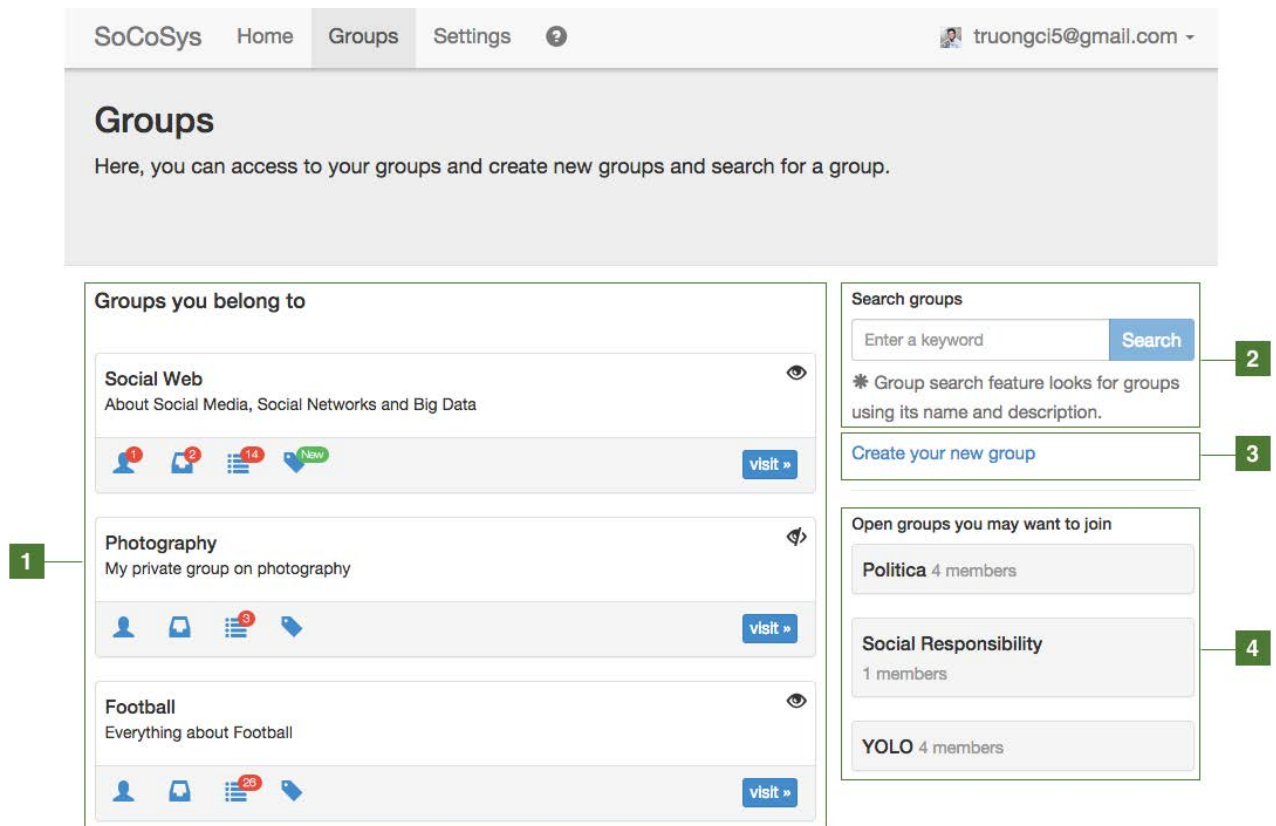 SoCoSys Home Groups Settings ? truongci5@gmail.com
Groups
Here, you can access to your groups and create new groups and search for a group.
Groups you belong to
Social Web
About Social Media, Social Networks and Big Data
1 2 14 New
visit »
Photography
My private group on photography
3
visit »
Football
Everything about Football
26
visit »
1
Search groups
Enter a keyword Search
✱ Group search feature looks for groups
using its name and description.
2
Create your new group
3
Open groups you may want to join
Politica 4 members
Social Responsibility
1 members
YOLO 4 members
4